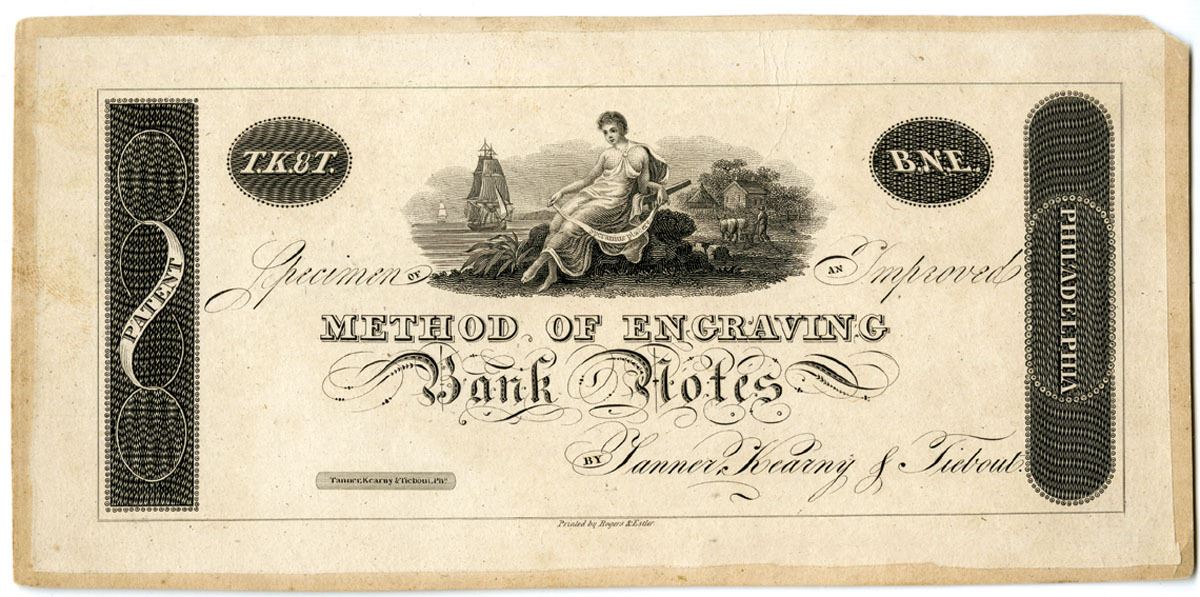 PATENT
T.K&T.
B.N.E.
PHILADELPHIA
Specimen OF AN Improved
METHOD OF ENGRAVING
Bank Notes
BY Tanner, Kearny & Tiebout.
Tanner, Kearny & Tiebout, Pha.
Printed by Rogers & Esler